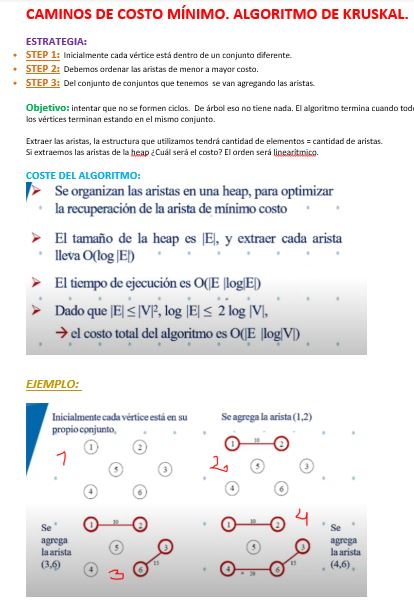 CAMINOS DE COSTO MÍNIMO. ALGORITMO DE KRUSKAL.
ESTRATEGIA:
• STEP 1: Inicialmente cada vértice está dentro de un conjunto diferente.
• STEP 2: Debemos ordenar las aristas de menor a mayor costo.
• STEP 3: Del conjunto de conjuntos que tenemos se van agregando las aristas.
Objetivo: intentar que no se formen ciclos. De árbol eso no tiene nada. El algoritmo termina cuando tod
los vértices terminan estando en el mismo conjunto.
Extraer las aristas, la estructura que utilizamos tendrá cantidad de elementos = cantidad de aristas.
Si extraemos las aristas de la heap ¿Cuál será el costo? El orden será linearítmico.
COSTE DEL ALGORITMO:
➢ Se organizan las aristas en una heap, para optimizar
la recuperación de la arista de mínimo costo
➢ El tamaño de la heap es |E|, y extraer cada arista
lleva O(log |E|)
➢ El tiempo de ejecución es O(|E |log|E|)
➢ Dado que |E| ≤ |V|², log |E| ≤ 2 log |V|,
→ el costo total del algoritmo es O(|E |log|V|)
EJEMPLO:
Inicialmente cada vértice está en su
propio conjunto,
1 2
5 3
4 6
1
Se agrega la arista (1,2)
1 10 2
5 3
4 6
2
Se
agrega
la arista
(3,6)
1 10 2
5 3
4 6 15
3
1 10 2
5 3
4 20 6 15
4
Se
agrega
la arista
(4,6)